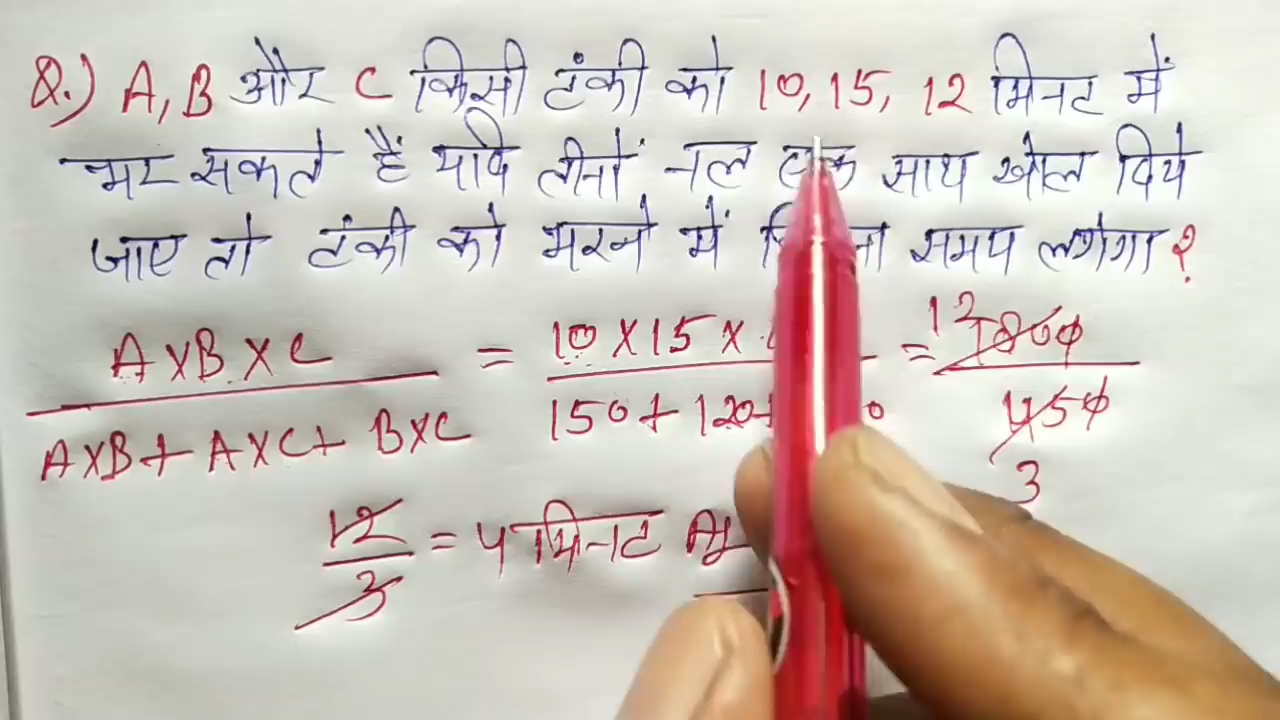 Q.) A, B और C किसी टंकी को 10, 15, 12 मिनट में
भर सकते हैं यदि तीनों नल एक साथ खोल दिये
जाए तो टंकी को भरने में समय लगेगा ?
A×B×C / A×B+A×C+B×C = 10×15× / 150+120+ = 1800 / 450
12
3
12/3 = 4 मिनट